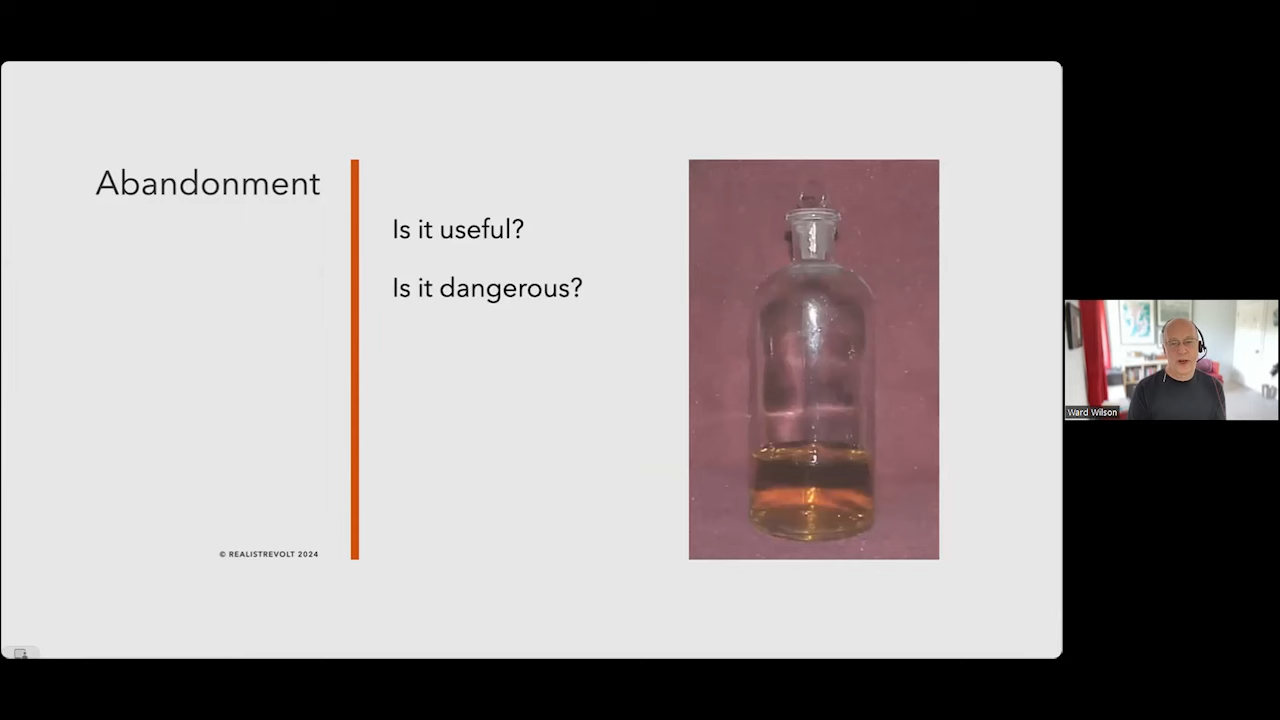 Abandonment
Is it useful?
Is it dangerous?
© REALISTREVOLT 2024
Ward Wilson